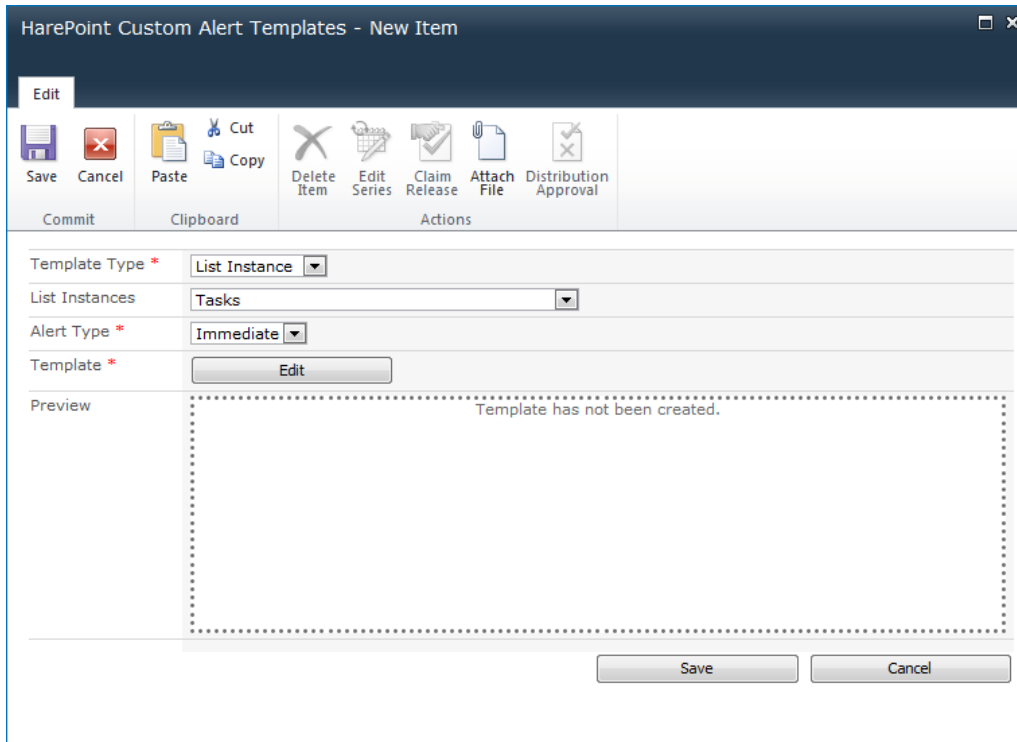 HarePoint Custom Alert Templates - New Item
Edit
Save
Cancel
Paste
Cut
Copy
Delete Item
Edit Series
Claim Release
Attach File
Distribution Approval
Commit
Clipboard
Actions
Template Type *
List Instance
List Instances
Tasks
Alert Type *
Immediate
Template *
Edit
Preview
Template has not been created.
Save
Cancel